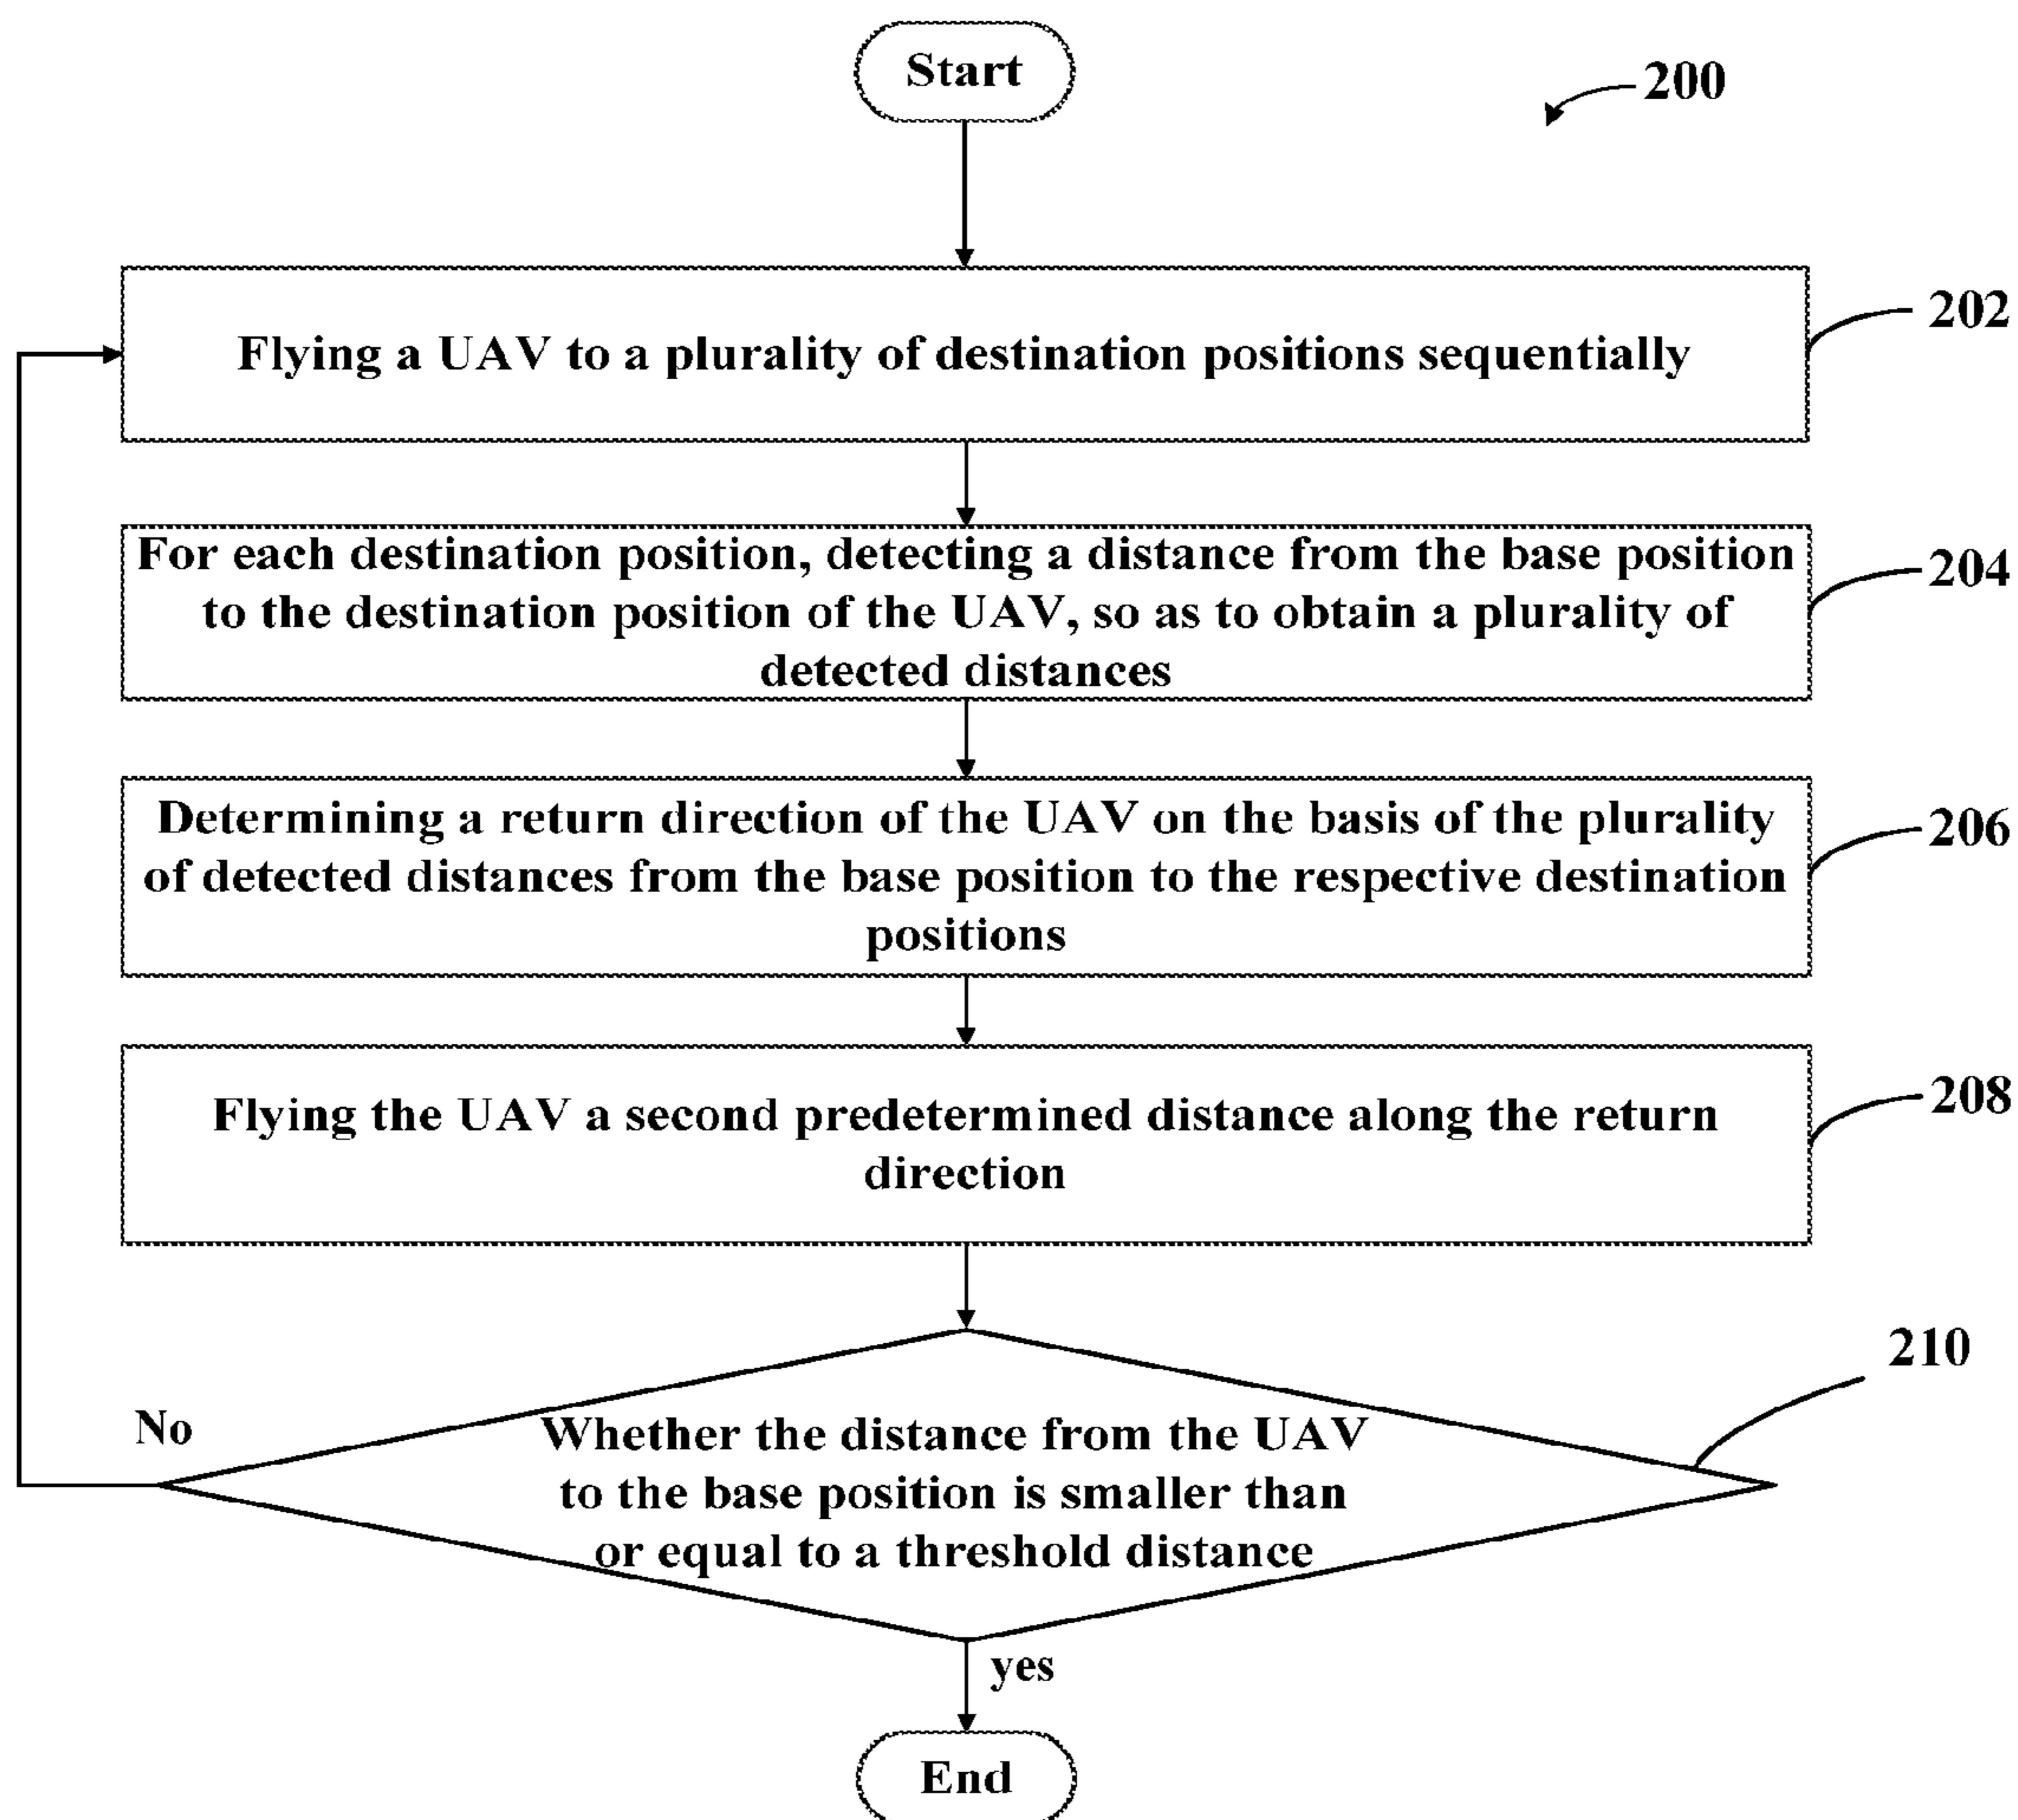 Start
200
Flying a UAV to a plurality of destination positions sequentially
202
For each destination position, detecting a distance from the base position
to the destination position of the UAV, so as to obtain a plurality of
detected distances
204
Determining a return direction of the UAV on the basis of the plurality
of detected distances from the base position to the respective destination
positions
206
Flying the UAV a second predetermined distance along the return
direction
208
210
No
Whether the distance from the UAV
to the base position is smaller than
or equal to a threshold distance
yes
End